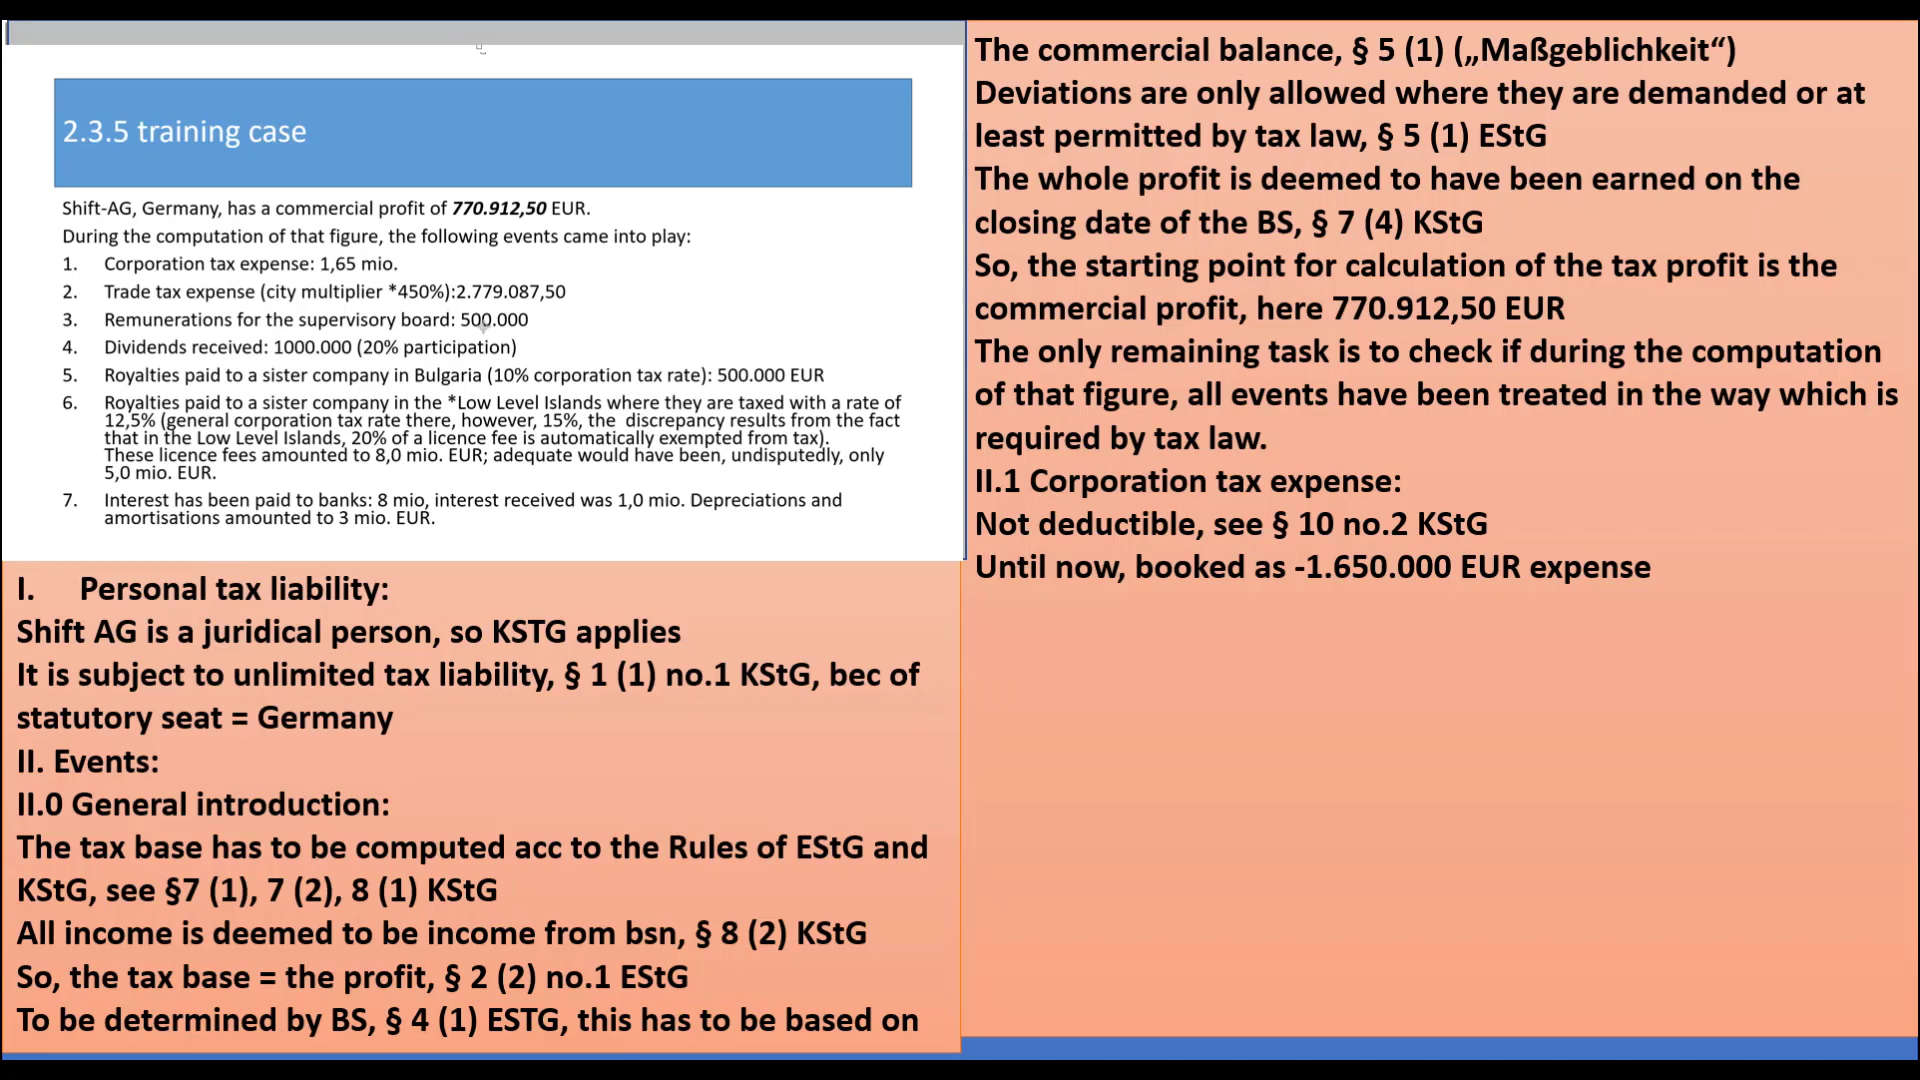 2.3.5 training case
Shift-AG, Germany, has a commercial profit of 770.912,50 EUR.
During the computation of that figure, the following events came into play:
1. Corporation tax expense: 1,65 mio.
2. Trade tax expense (city multiplier *450%):2.779.087,50
3. Remunerations for the supervisory board: 500.000
4. Dividends received: 1000.000 (20% participation)
5. Royalties paid to a sister company in Bulgaria (10% corporation tax rate): 500.000 EUR
6. Royalties paid to a sister company in the *Low Level Islands where they are taxed with a rate of
12,5% (general corporation tax rate there, however, 15%, the discrepancy results from the fact
that in the Low Level Islands, 20% of a licence fee is automatically exempted from tax).
These licence fees amounted to 8,0 mio. EUR; adequate would have been, undisputedly, only
5,0 mio. EUR.
7. Interest has been paid to banks: 8 mio, interest received was 1,0 mio. Depreciations and
amortisations amounted to 3 mio. EUR.
I. Personal tax liability:
Shift AG is a juridical person, so KSTG applies
It is subject to unlimited tax liability, § 1 (1) no.1 KStG, bec of
statutory seat = Germany
II. Events:
II.0 General introduction:
The tax base has to be computed acc to the Rules of EStG and
KStG, see §7 (1), 7 (2), 8 (1) KStG
All income is deemed to be income from bsn, § 8 (2) KStG
So, the tax base = the profit, § 2 (2) no.1 EStG
To be determined by BS, § 4 (1) ESTG, this has to be based on
The commercial balance, § 5 (1) („Maßgeblichkeit“)
Deviations are only allowed where they are demanded or at
least permitted by tax law, § 5 (1) EStG
The whole profit is deemed to have been earned on the
closing date of the BS, § 7 (4) KStG
So, the starting point for calculation of the tax profit is the
commercial profit, here 770.912,50 EUR
The only remaining task is to check if during the computation
of that figure, all events have been treated in the way which is
required by tax law.
II.1 Corporation tax expense:
Not deductible, see § 10 no.2 KStG
Until now, booked as -1.650.000 EUR expense